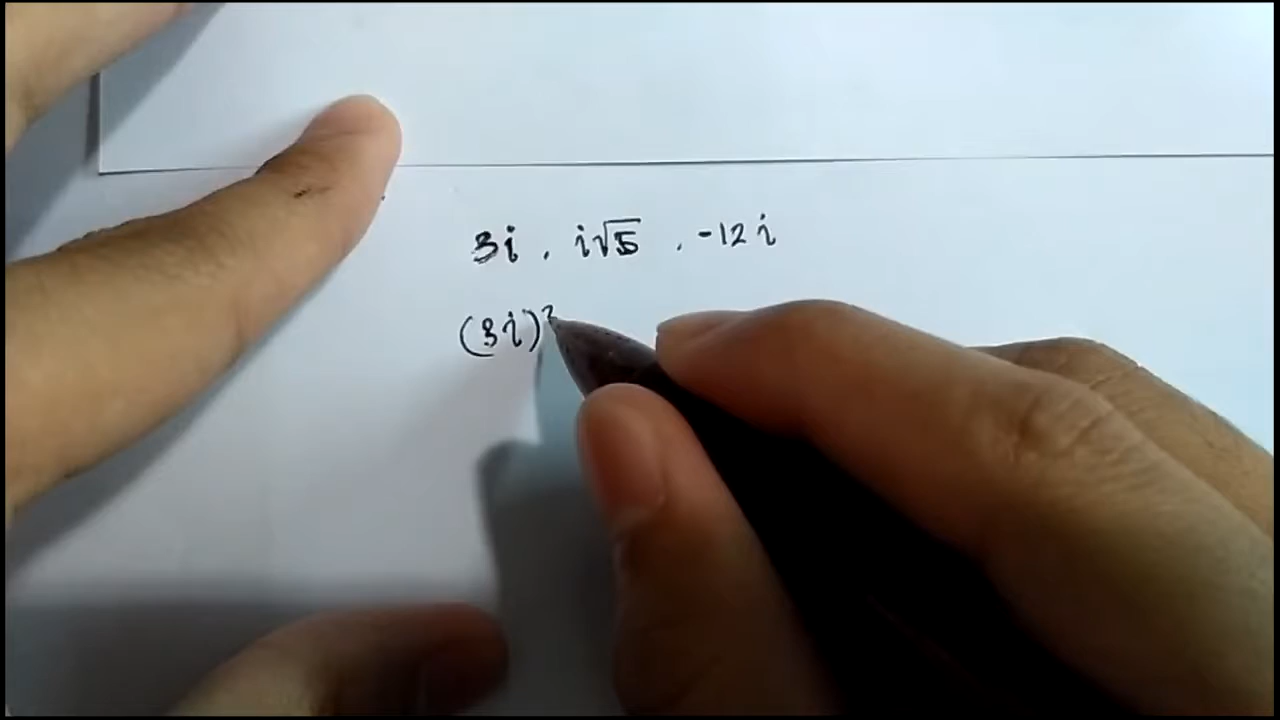 3i , i√5 , -12i
(3i)²